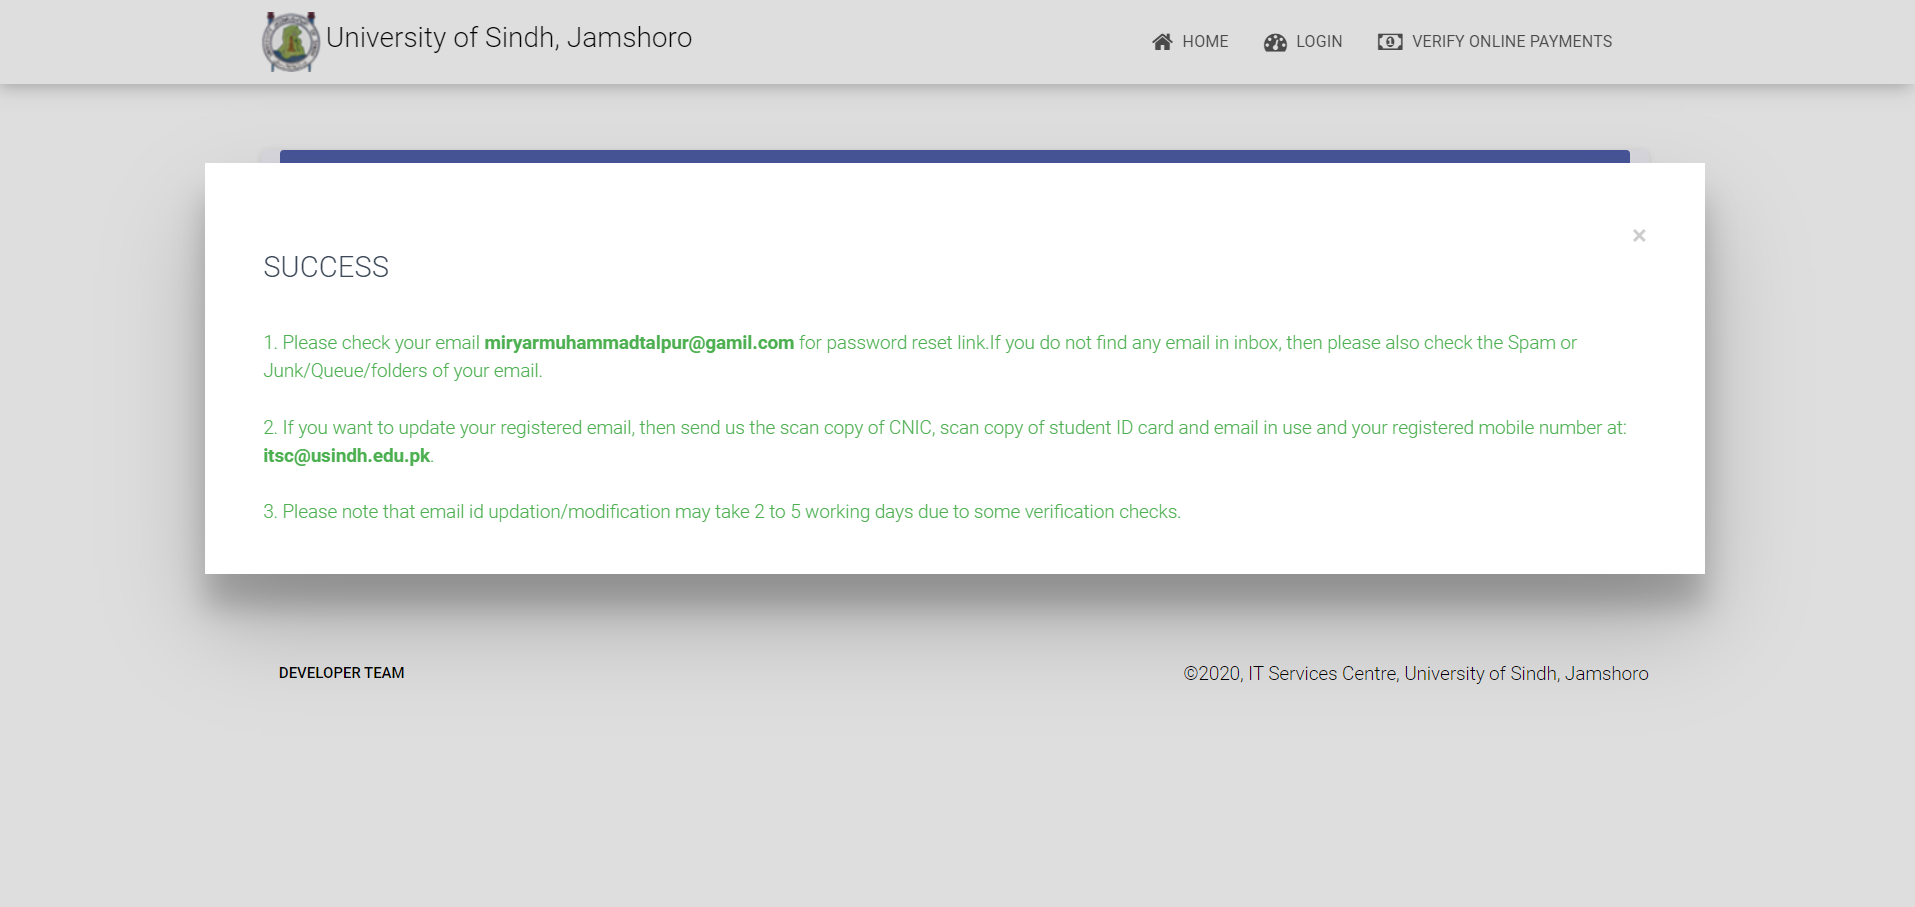 University of Sindh, Jamshoro
HOME
LOGIN
VERIFY ONLINE PAYMENTS
×
SUCCESS
1. Please check your email miryarmuhammadtalpur@gamil.com for password reset link.If you do not find any email in inbox, then please also check the Spam or
Junk/Queue/folders of your email.
2. If you want to update your registered email, then send us the scan copy of CNIC, scan copy of student ID card and email in use and your registered mobile number at:
itsc@usindh.edu.pk.
3. Please note that email id updation/modification may take 2 to 5 working days due to some verification checks.
DEVELOPER TEAM
©2020, IT Services Centre, University of Sindh, Jamshoro